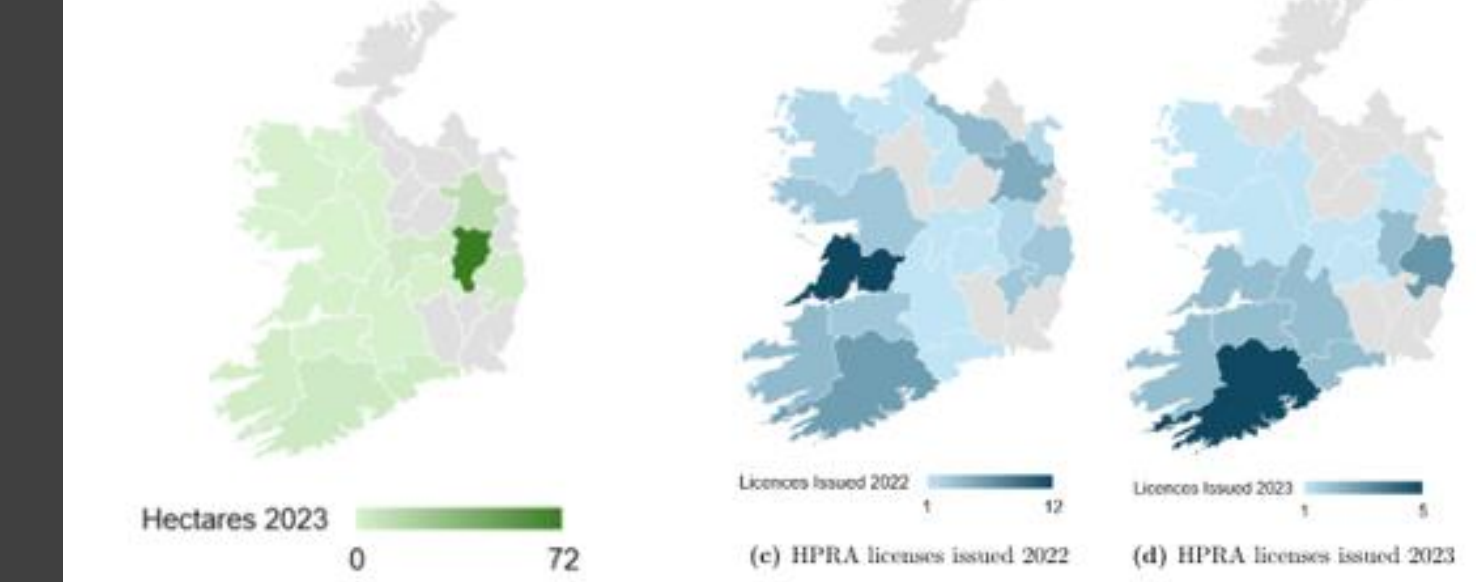 Hectares 2023
0 72
Licences Issued 2022
1 12
(c) HPRA licenses issued 2022
Licences Issued 2023
1 5
(d) HPRA licenses issued 2023